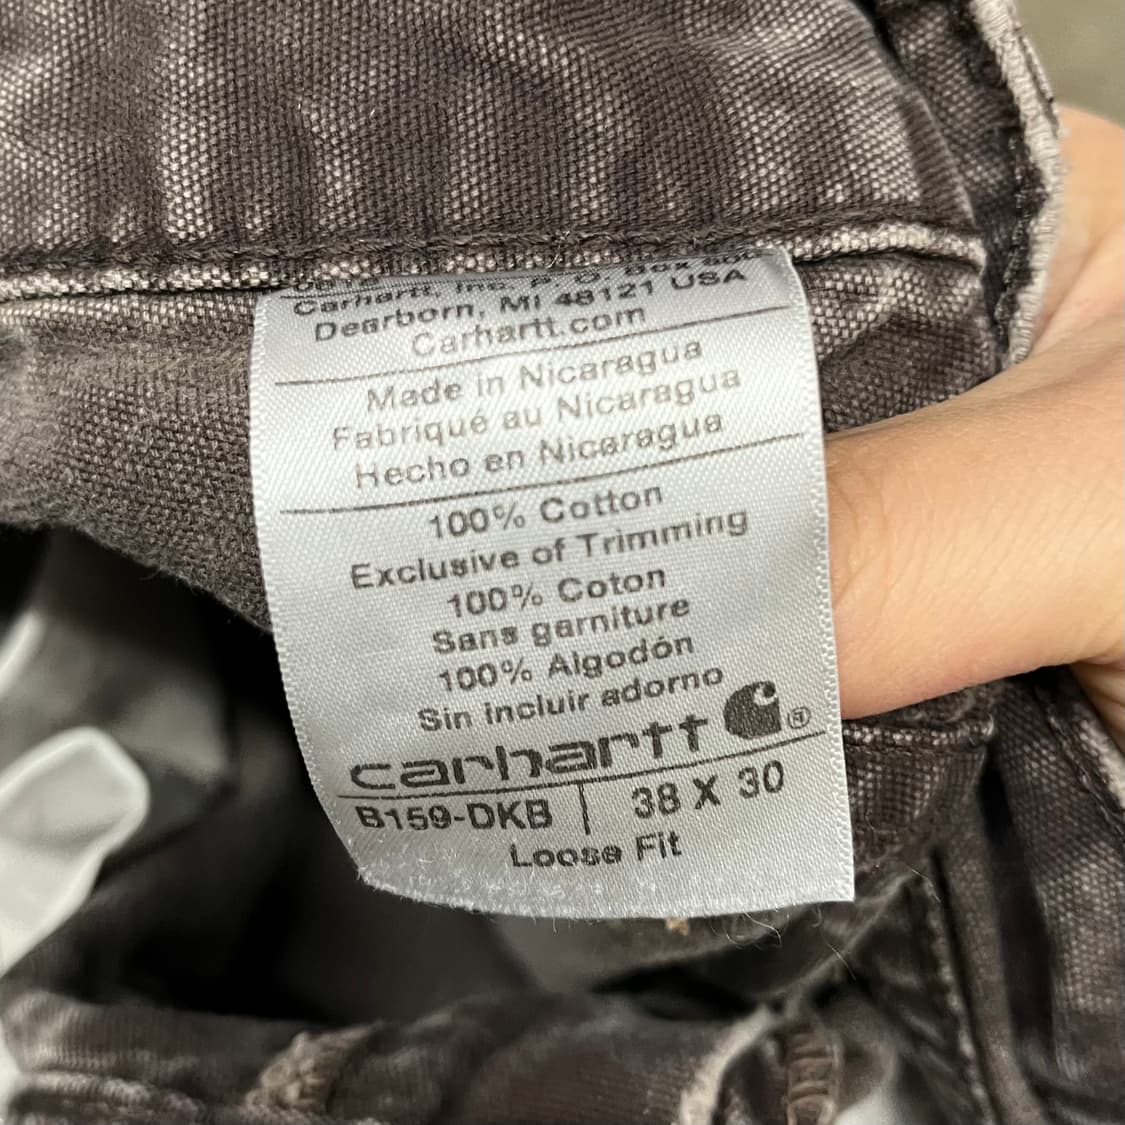 Carhartt, Inc. P.O. Box
Dearborn, MI 48121 USA
Carhartt.com
Made in Nicaragua
Fabriqué au Nicaragua
Hecho en Nicaragua
100% Cotton
Exclusive of Trimming
100% Coton
Sans garniture
100% Algodón
Sin incluir adorno
carhartt ®
B159-DKB | 38 X 30
Loose Fit